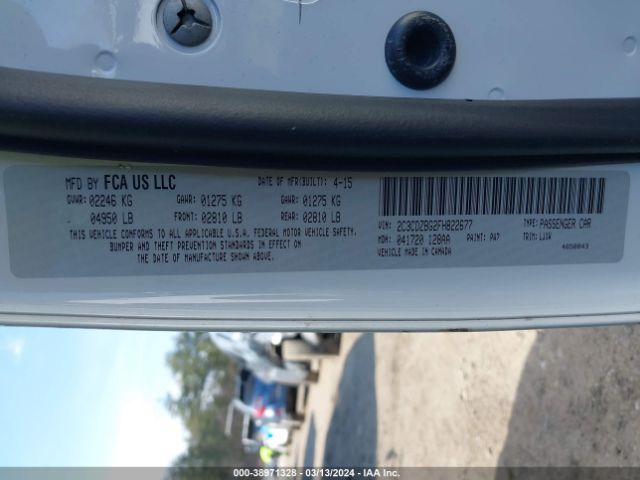 MFD BY FCA US LLC DATE OF MFR(BUILT): 4-15
GVWR: 02246 KG GAWR: 01275 KG GAWR: 01275 KG
04950 LB FRONT: 02810 LB REAR: 02810 LB
THIS VEHICLE CONFORMS TO ALL APPLICABLE U.S.A. FEDERAL MOTOR VEHICLE SAFETY,
BUMPER AND THEFT PREVENTION STANDARDS IN EFFECT ON
THE DATE OF MANUFACTURE SHOWN ABOVE.
VIN: 2C3CDZBG2FH822677 TYPE: PASSENGER CAR
MDH: 041720 128AA PAINT: PW7 TRIM: LXX9
VEHICLE MADE IN CANADA 4650843
000-38971328 - 03/13/2024 - IAA Inc.